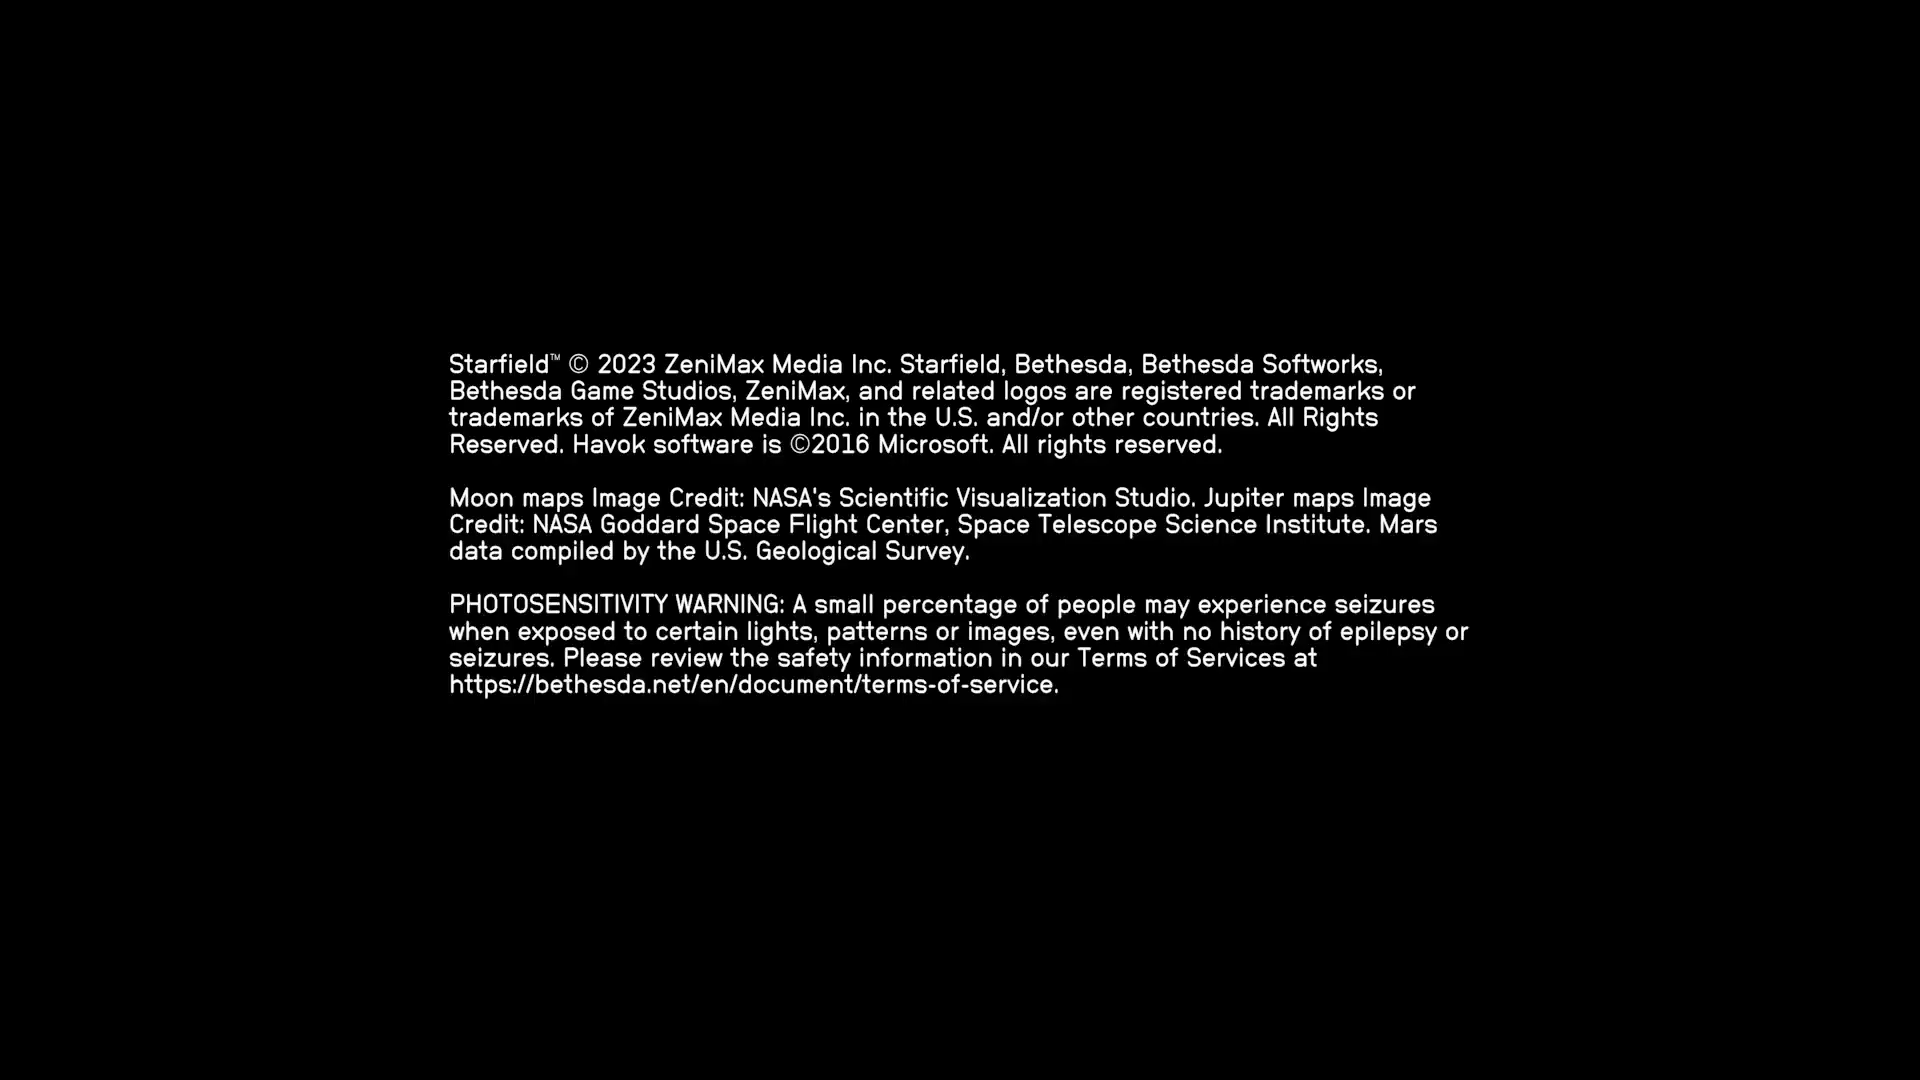 Starfield™ © 2023 ZeniMax Media Inc. Starfield, Bethesda, Bethesda Softworks,
Bethesda Game Studios, ZeniMax, and related logos are registered trademarks or
trademarks of ZeniMax Media Inc. in the U.S. and/or other countries. All Rights
Reserved. Havok software is ©2016 Microsoft. All rights reserved.
Moon maps Image Credit: NASA's Scientific Visualization Studio. Jupiter maps Image
Credit: NASA Goddard Space Flight Center, Space Telescope Science Institute. Mars
data compiled by the U.S. Geological Survey.
PHOTOSENSITIVITY WARNING: A small percentage of people may experience seizures
when exposed to certain lights, patterns or images, even with no history of epilepsy or
seizures. Please review the safety information in our Terms of Services at
https://bethesda.net/en/document/terms-of-service.